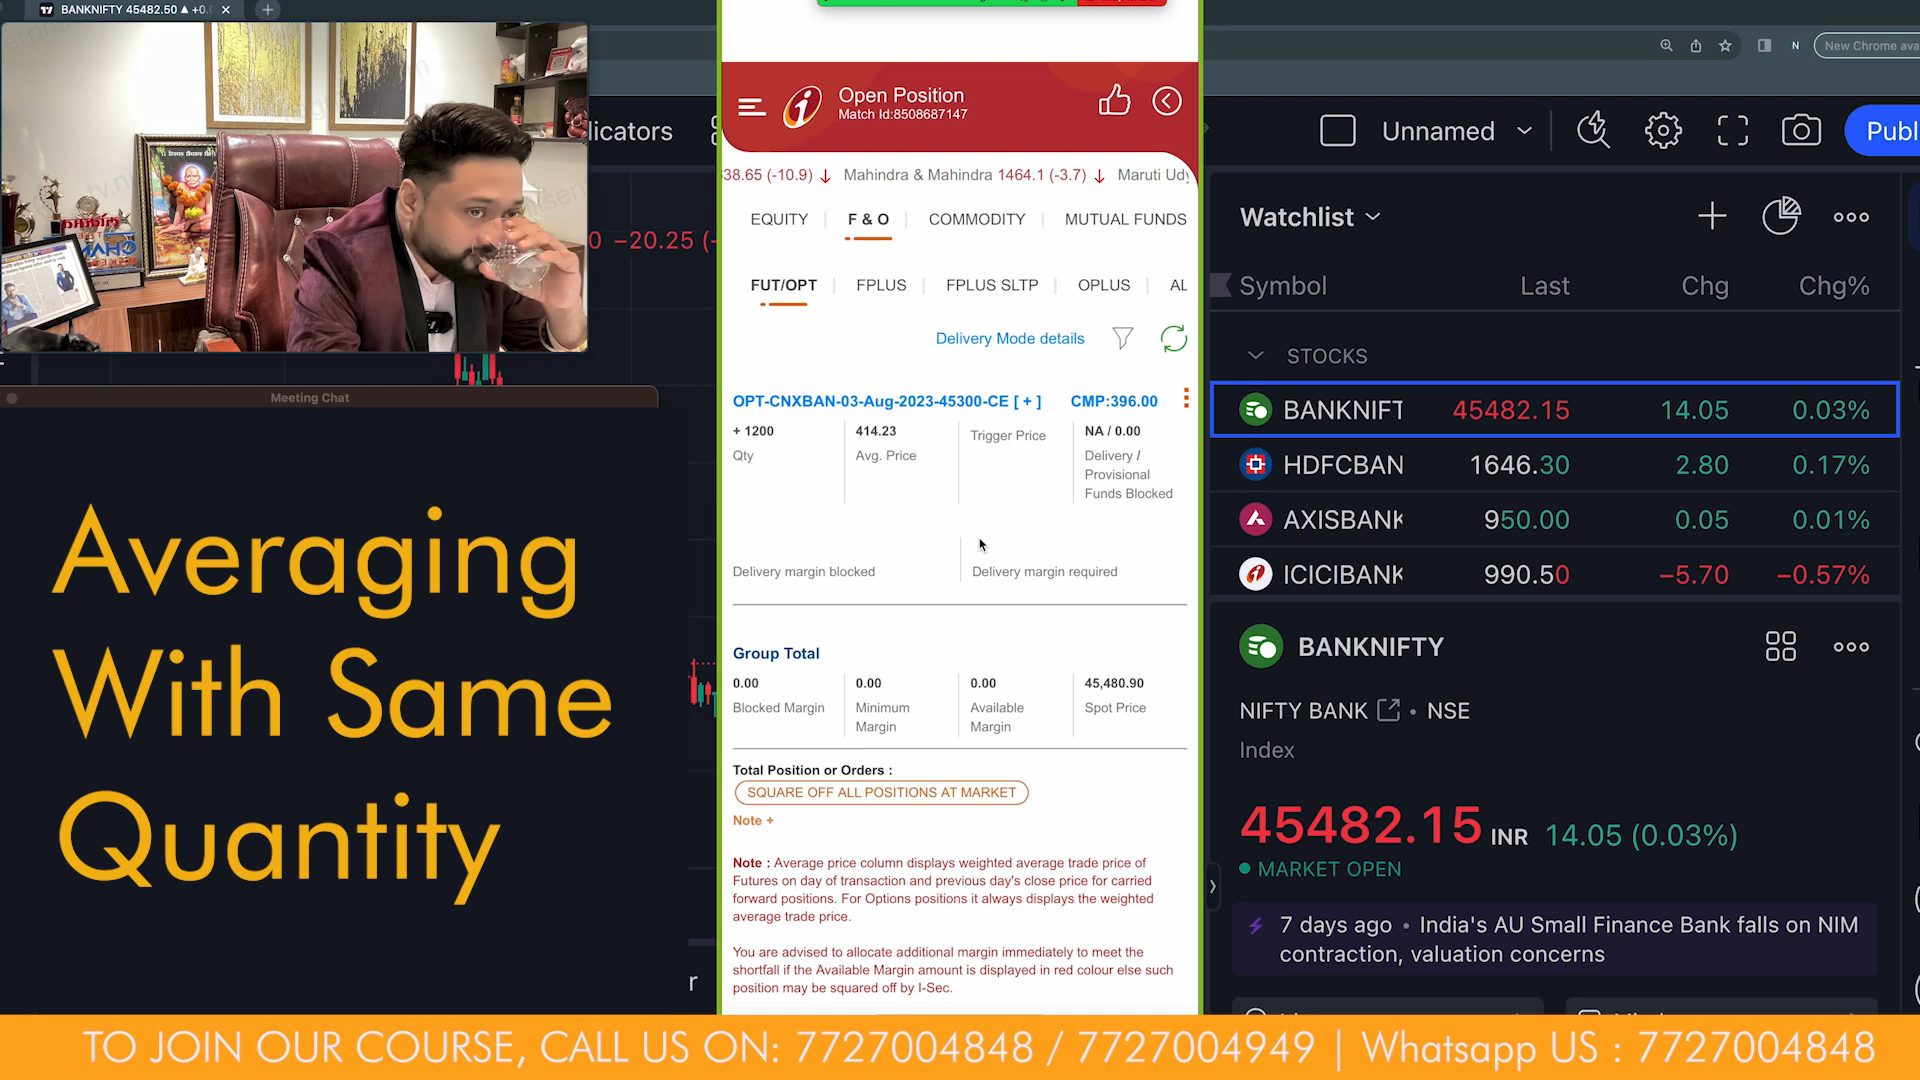 BANKNIFTY 45482.50 ▲ +0.
New Chrome ava
licators
Unnamed
Publ
0 −20.25 (-
Meeting Chat
Averaging
With Same
Quantity
Open Position
Match Id:8508687147
38.65 (-10.9) ↓ Mahindra & Mahindra 1464.1 (-3.7) ↓ Maruti Udy
EQUITY F & O COMMODITY MUTUAL FUNDS
FUT/OPT FPLUS FPLUS SLTP OPLUS AL
Delivery Mode details
OPT-CNXBAN-03-Aug-2023-45300-CE [ + ] CMP:396.00
+ 1200 414.23 Trigger Price NA / 0.00
Qty Avg. Price Delivery /
Provisional
Funds Blocked
Delivery margin blocked Delivery margin required
Group Total
0.00 0.00 0.00 45,480.90
Blocked Margin Minimum Available Spot Price
Margin Margin
Total Position or Orders :
SQUARE OFF ALL POSITIONS AT MARKET
Note +
Note : Average price column displays weighted average trade price of
Futures on day of transaction and previous day's close price for carried
forward positions. For Options positions it always displays the weighted
average trade price.
You are advised to allocate additional margin immediately to meet the
shortfall if the Available Margin amount is displayed in red colour else such
position may be squared off by I-Sec.
Watchlist
Symbol Last Chg Chg%
STOCKS
BANKNIFT 45482.15 14.05 0.03%
HDFCBAN 1646.30 2.80 0.17%
AXISBANK 950.00 0.05 0.01%
ICICIBANK 990.50 −5.70 −0.57%
BANKNIFTY
NIFTY BANK • NSE
Index
45482.15 INR 14.05 (0.03%)
MARKET OPEN
7 days ago • India's AU Small Finance Bank falls on NIM
contraction, valuation concerns
r
TO JOIN OUR COURSE, CALL US ON: 7727004848 / 7727004949 | Whatsapp US : 7727004848